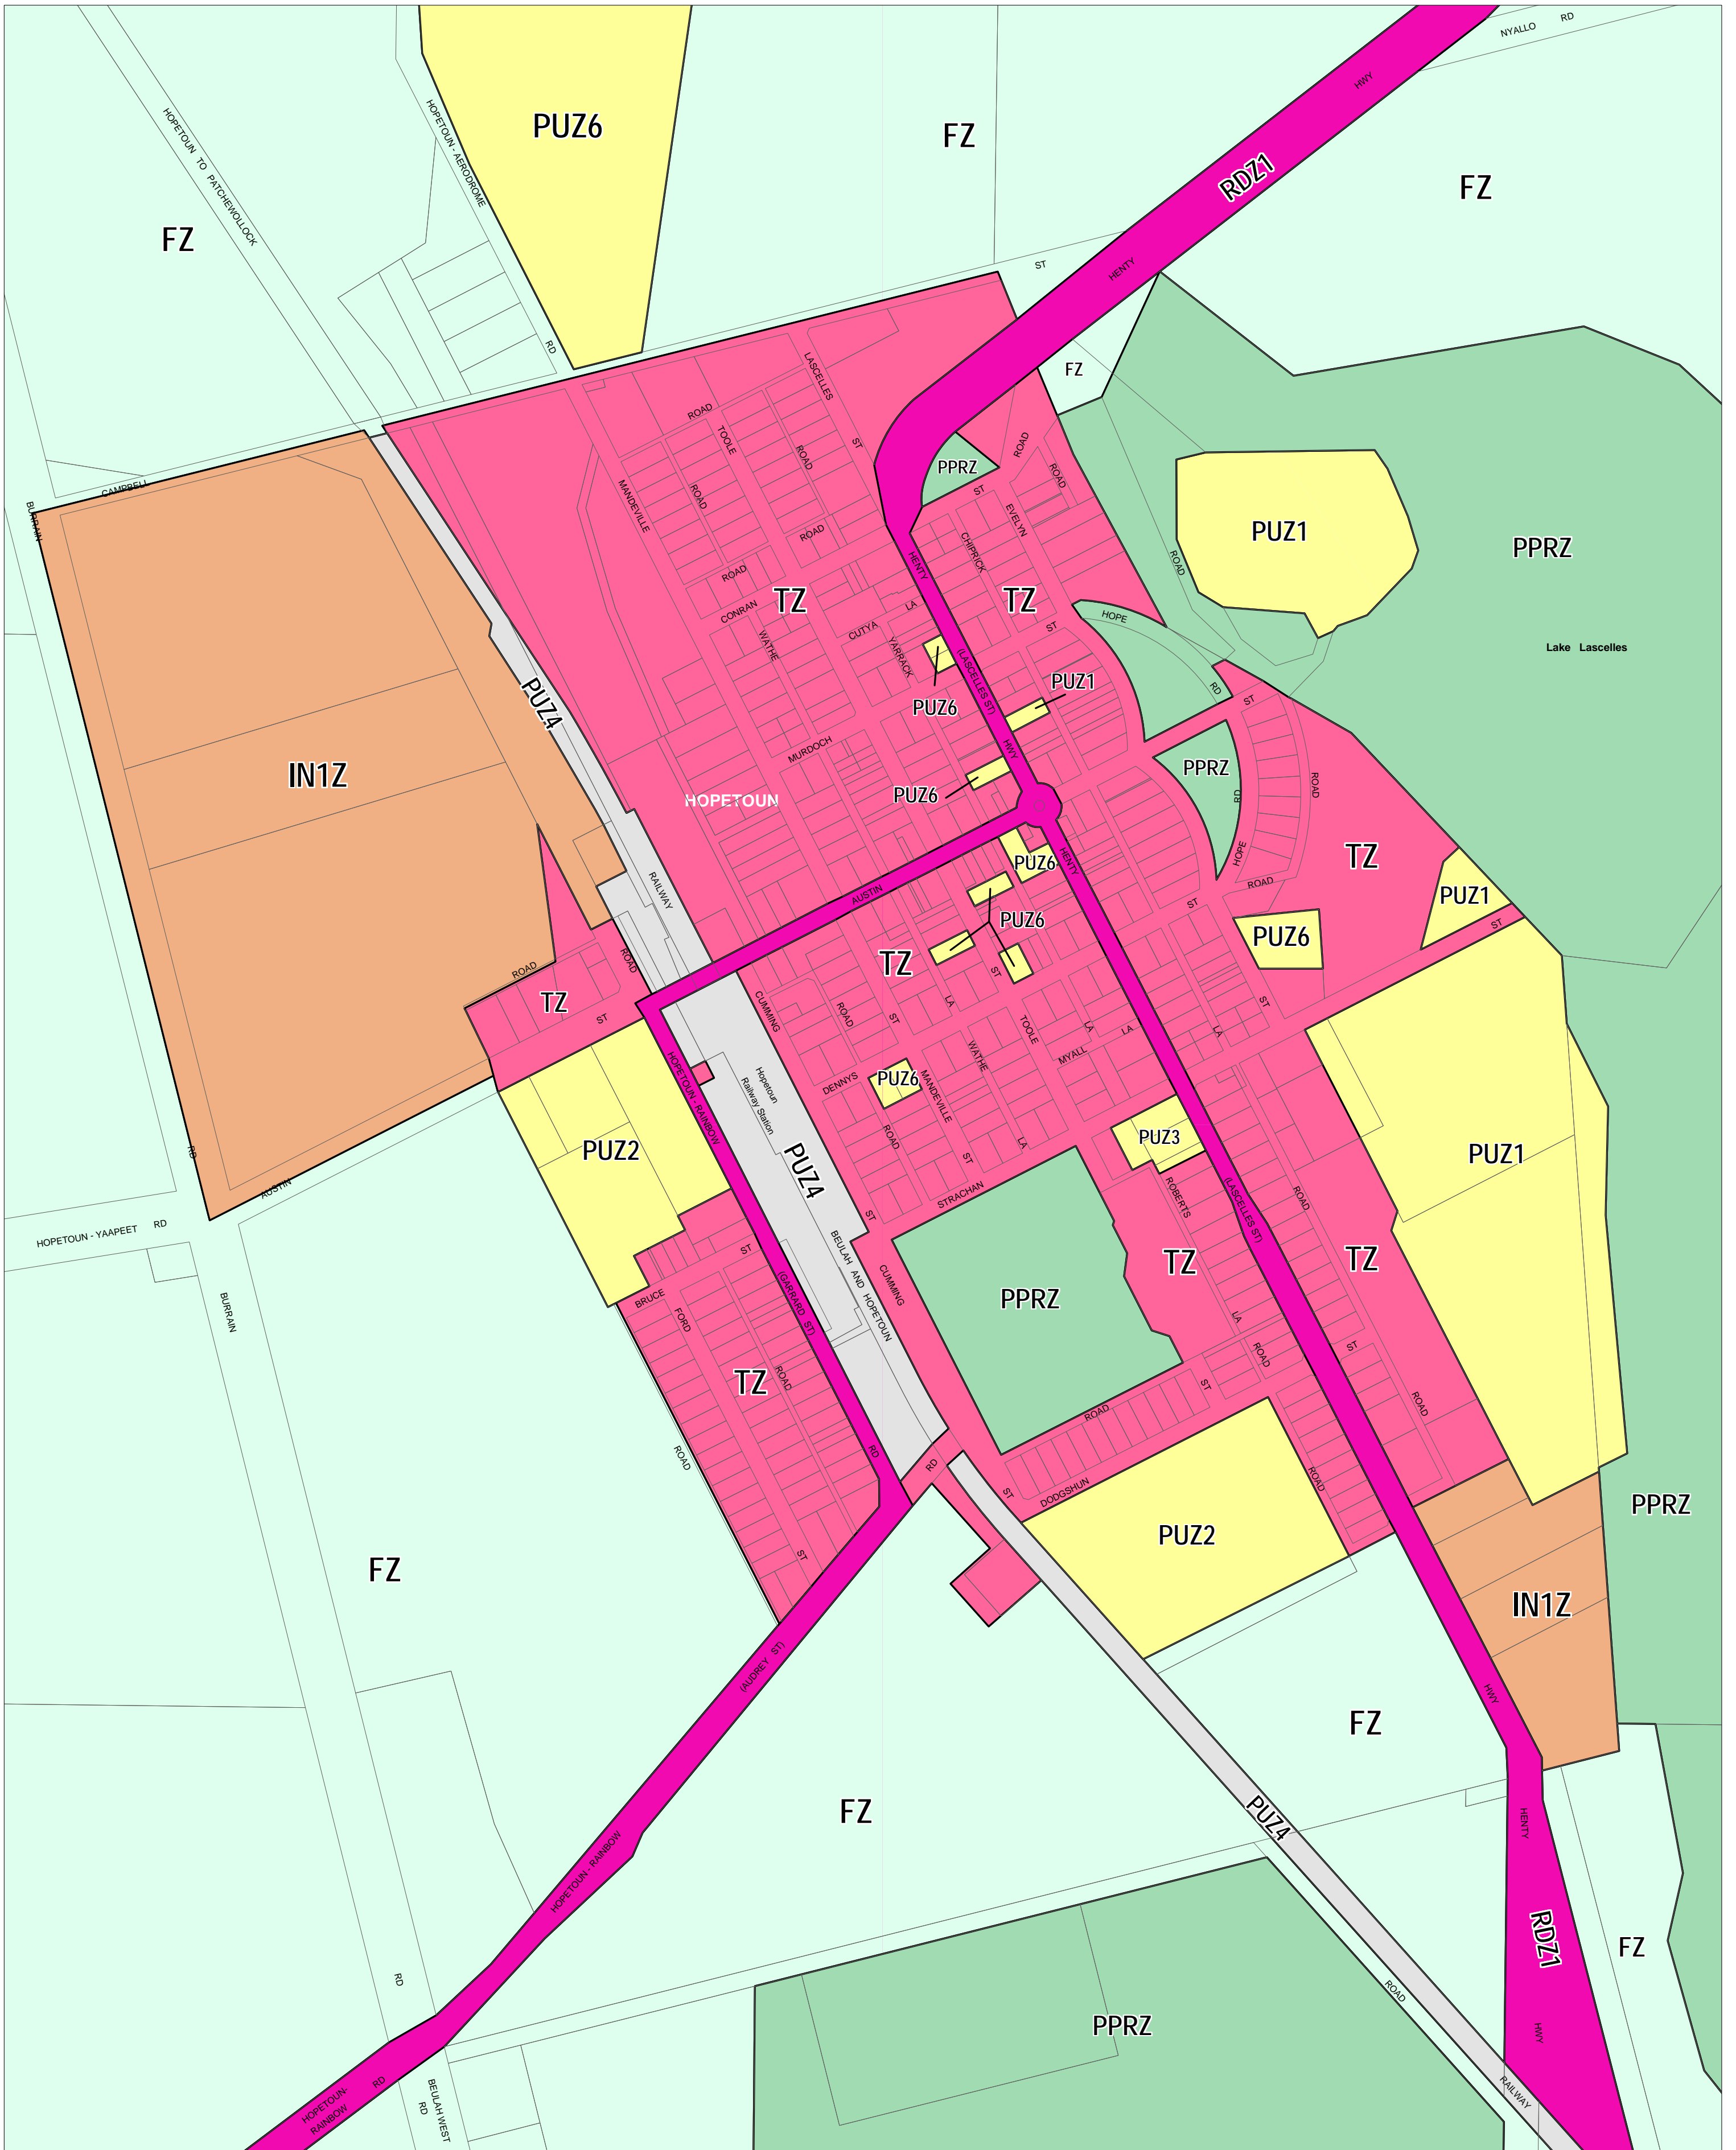 NYALLO RD
HWY
PUZ6
FZ
RDZ1
FZ
HOPETOUN TO PATCHEWOLLOCK
HOPETOUN - AERODROME
RD
FZ
ST
HENTY
FZ
LASCELLES
ST
ROAD
TOOLE
ROAD
ROAD
MANDEVILLE
ROAD
PPRZ
ROAD
ROAD
ST
EVELYN
CHIPRICK
CAMPBELL
BURRAIN
PUZ1
PPRZ
ROAD
HENTY
ROAD
CONRAN
TZ
TZ
WATHE
CUTYA
LA
YARRACK
ST
HOPE
RD
Lake Lascelles
(LASCELLES ST)
PUZ1
PUZ6
PUZ4
HWY
MURDOCH
ST
IN1Z
HOPETOUN
PUZ6
PPRZ
RD
ROAD
HOPE
TZ
PUZ6
HENTY
ROAD
RAILWAY
AUSTIN
PUZ1
PUZ6
ST
PUZ6
ST
ROAD
ROAD
TZ
TZ
ST
CUMMING
ROAD
ST
ST
LA
TOOLE
LA
LA
LA
ST
HOPETOUN - RAINBOW
Hopetoun
Railway Station
MYALL
WATHE
DENNYS
PUZ6
MANDEVILLE
ROAD
ST
LA
PUZ3
PUZ1
PUZ2
PUZ4
RD
AUSTIN
STRACHAN
ST
ROBERTS
ROAD
(LASCELLES ST)
HOPETOUN - YAAPEET RD
BURRAIN
ST
BRUCE
FORD
(GARRARD ST)
BEULAH AND HOPETOUN
CUMMING
PPRZ
TZ
TZ
LA
ROAD
ST
TZ
ROAD
ROAD
RD
RD
ROAD
ST
ROAD
ST
DODGSHUN
ROAD
PUZ2
PPRZ
ST
FZ
IN1Z
(AUDREY ST)
HWY
FZ
FZ
PUZ4
HENTY
HOPETOUN - RAINBOW
RDZ1
FZ
RD
ROAD
PPRZ
HWY
HOPETOUN-
RAINBOW
RD
BEULAH WEST
RD
RAILWAY